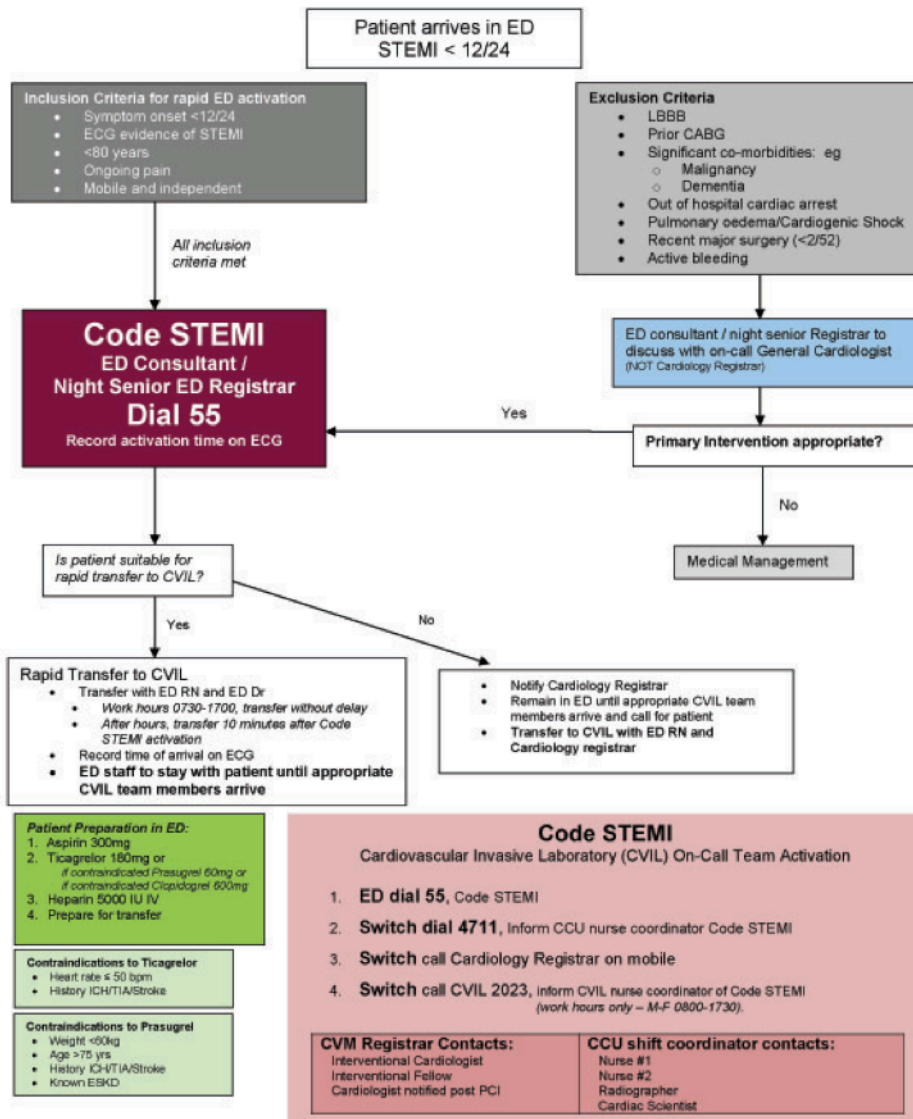 Patient arrives in ED
STEMI < 12/24
Inclusion Criteria for rapid ED activation
• Symptom onset <12/24
• ECG evidence of STEMI
• <80 years
• Ongoing pain
• Mobile and independent
Exclusion Criteria
• LBBB
• Prior CABG
• Significant co-morbidities: eg
○ Malignancy
○ Dementia
• Out of hospital cardiac arrest
• Pulmonary oedema/Cardiogenic Shock
• Recent major surgery (<2/52)
• Active bleeding
All inclusion
criteria met
Code STEMI
ED Consultant /
Night Senior ED Registrar
Dial 55
Record activation time on ECG
ED consultant / night senior Registrar to
discuss with on-call General Cardiologist
(NOT Cardiology Registrar)
Yes
Primary Intervention appropriate?
No
Medical Management
Is patient suitable for
rapid transfer to CVIL?
Yes
No
Rapid Transfer to CVIL
• Transfer with ED RN and ED Dr
• Work hours 0730-1700, transfer without delay
• After hours, transfer 10 minutes after Code
STEMI activation
• Record time of arrival on ECG
• ED staff to stay with patient until appropriate
CVIL team members arrive
• Notify Cardiology Registrar
• Remain in ED until appropriate CVIL team
members arrive and call for patient
• Transfer to CVIL with ED RN and
Cardiology registrar
Patient Preparation in ED:
1. Aspirin 300mg
2. Ticagrelor 180mg or
if contraindicated Prasugrel 60mg or
if contraindicated Clopidogrel 600mg
3. Heparin 5000 IU IV
4. Prepare for transfer
Contraindications to Ticagrelor
• Heart rate ≤ 50 bpm
• History ICH/TIA/Stroke
Contraindications to Prasugrel
• Weight <60kg
• Age >75 yrs
• History ICH/TIA/Stroke
• Known ESKD
Code STEMI
Cardiovascular Invasive Laboratory (CVIL) On-Call Team Activation
1. ED dial 55, Code STEMI
2. Switch dial 4711, Inform CCU nurse coordinator Code STEMI
3. Switch call Cardiology Registrar on mobile
4. Switch call CVIL 2023, inform CVIL nurse coordinator of Code STEMI
(work hours only – M-F 0800-1730).
CVM Registrar Contacts:
Interventional Cardiologist
Interventional Fellow
Cardiologist notified post PCI
CCU shift coordinator contacts:
Nurse #1
Nurse #2
Radiographer
Cardiac Scientist